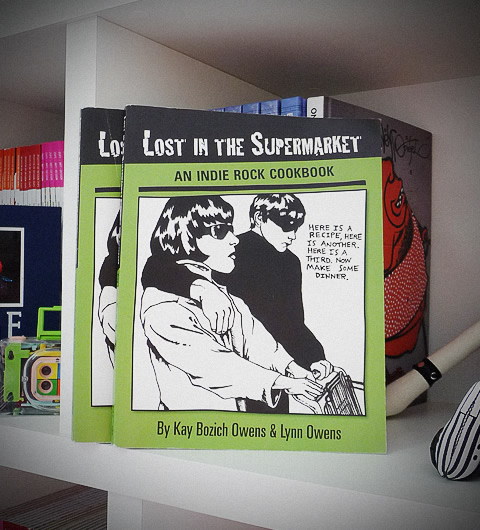 LOST IN THE SUPERMARKET
AN INDIE ROCK COOKBOOK
HERE IS A
RECIPE, HERE
IS ANOTHER.
HERE IS A
THIRD. NOW
MAKE SOME
DINNER.
By Kay Bozich Owens & Lynn Owens
Lo
E